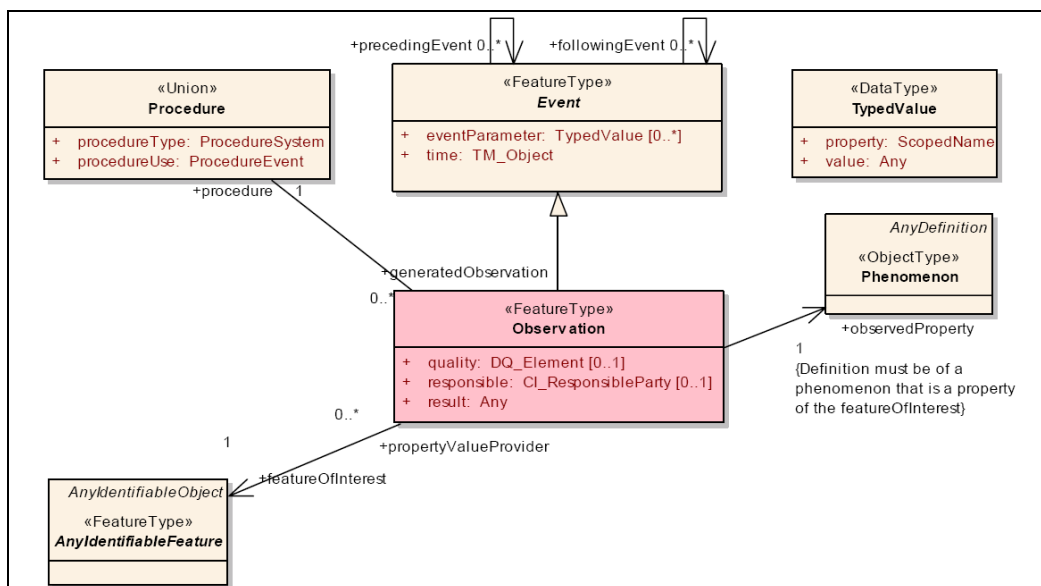 +precedingEvent 0..*
+followingEvent 0..*
«Union»
Procedure
+ procedureType: ProcedureSystem
+ procedureUse: ProcedureEvent
«FeatureType»
Event
+ eventParameter: TypedValue [0..*]
+ time: TM_Object
«DataType»
TypedValue
+ property: ScopedName
+ value: Any
+procedure 1
AnyDefinition
«ObjectType»
Phenomenon
+generatedObservation
0..*
«FeatureType»
Observation
+ quality: DQ_Element [0..1]
+ responsible: CI_ResponsibleParty [0..1]
+ result: Any
+observedProperty
1
{Definition must be of a
phenomenon that is a property
of the featureOfInterest}
0..*
+propertyValueProvider
1
+featureOfInterest
AnyIdentifiableObject
«FeatureType»
AnyIdentifiableFeature